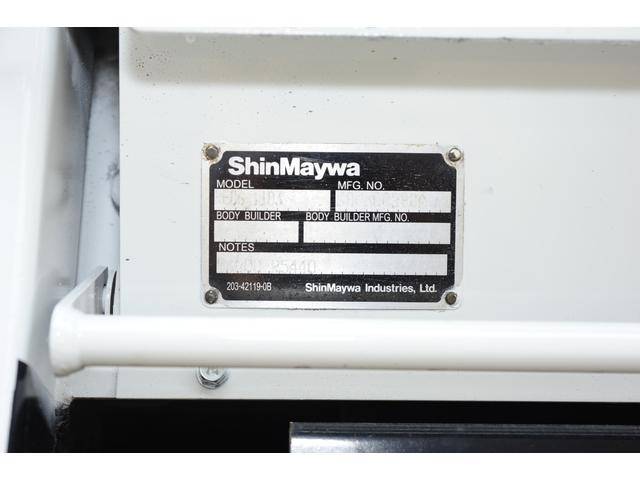 ShinMaywa
MODEL MFG. NO.
BODY BUILDER BODY BUILDER MFG. NO.
NOTES
203-42119-0B ShinMaywa Industries, Ltd.